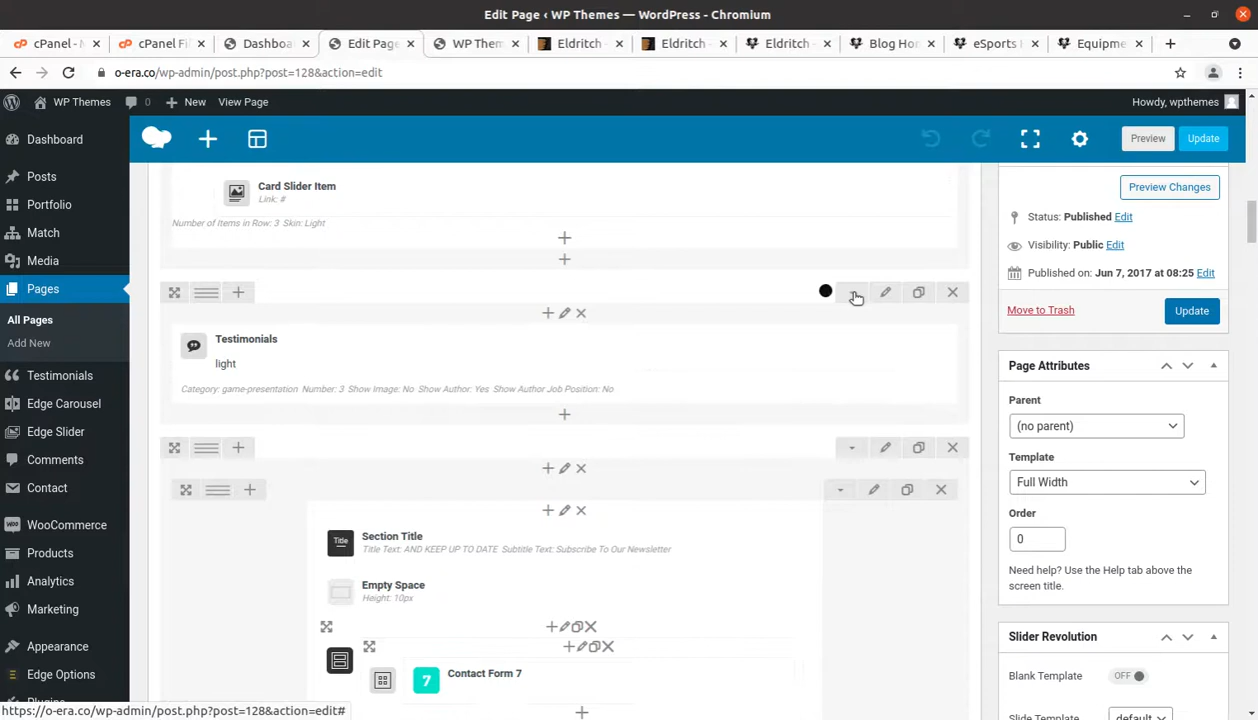 Edit Page ‹ WP Themes — WordPress - Chromium
cPanel - M
cPanel Fi
Dashboa
Edit Page
WP Them
Eldritch -
Eldritch -
Eldritch -
Blog Hon
eSports
Equipme
o-era.co/wp-admin/post.php?post=128&action=edit
WP Themes
0
New
View Page
Howdy, wpthemes
Dashboard
Posts
Portfolio
Match
Media
Pages
All Pages
Add New
Testimonials
Edge Carousel
Edge Slider
Comments
Contact
WooCommerce
Products
Analytics
Marketing
Appearance
Edge Options
Preview
Update
Card Slider Item
Link: #
Number of Items in Row: 3 Skin: Light
Testimonials
light
Category: game-presentation Number: 3 Show Image: No Show Author: Yes Show Author Job Position: No
Section Title
Title
Title Text: AND KEEP UP TO DATE Subtitle Text: Subscribe To Our Newsletter
Empty Space
Height: 10px
7
Contact Form 7
Preview Changes
Status: Published Edit
Visibility: Public Edit
Published on: Jun 7, 2017 at 08:25 Edit
Move to Trash
Update
Page Attributes
Parent
(no parent)
Template
Full Width
Order
0
Need help? Use the Help tab above the
screen title.
Slider Revolution
Blank Template
OFF
Slide Template
default
https://o-era.co/wp-admin/post.php?post=128&action=edit#